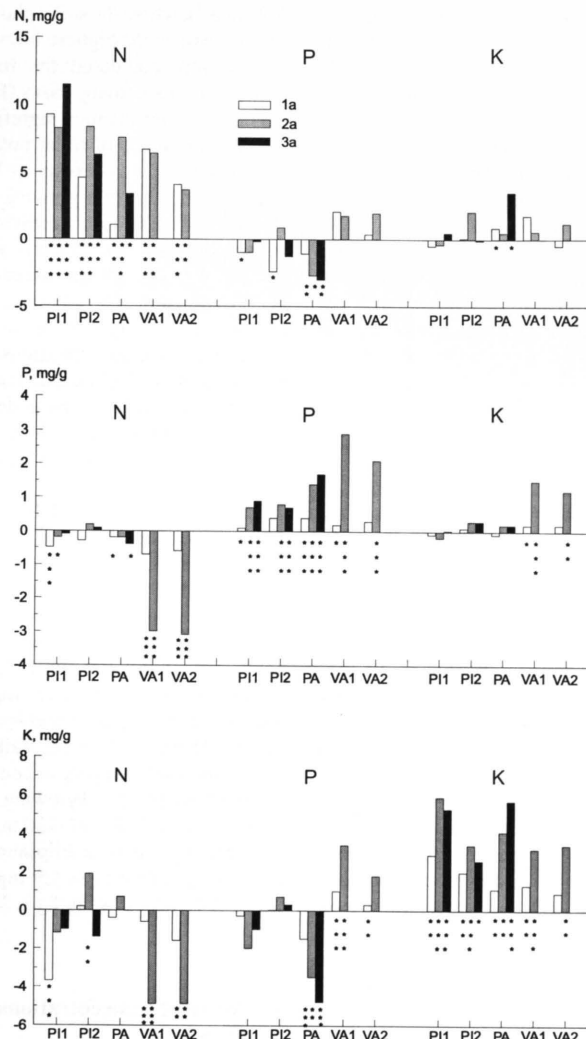 N, mg/g
15
N
P
K
10
1a
2a
3a
5
0
-5
PI1 PI2 PA VA1 VA2 PI1 PI2 PA VA1 VA2 PI1 PI2 PA VA1 VA2
P, mg/g
4
N
P
K
3
2
1
0
-1
-2
-3
-4
PI1 PI2 PA VA1 VA2 PI1 PI2 PA VA1 VA2 PI1 PI2 PA VA1 VA2
K, mg/g
8
N
P
K
6
4
2
0
-2
-4
-6
PI1 PI2 PA VA1 VA2 PI1 PI2 PA VA1 VA2 PI1 PI2 PA VA1 VA2